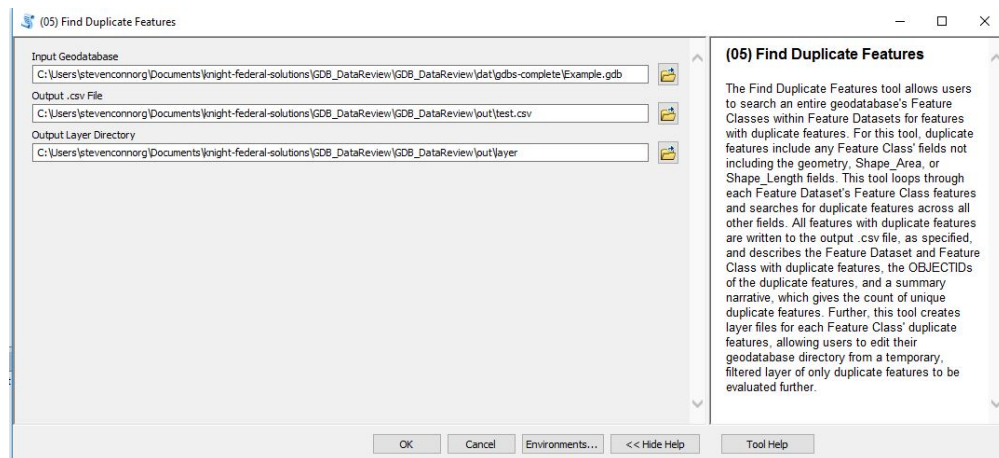 (05) Find Duplicate Features
Input Geodatabase
C:\Users\stevenconnorg\Documents\knight-federal-solutions\GDB_DataReview\GDB_DataReview\dat\gdbs-complete\Example.gdb
Output .csv File
C:\Users\stevenconnorg\Documents\knight-federal-solutions\GDB_DataReview\GDB_DataReview\out\test.csv
Output Layer Directory
C:\Users\stevenconnorg\Documents\knight-federal-solutions\GDB_DataReview\GDB_DataReview\out\layer
OK
Cancel
Environments...
<< Hide Help
(05) Find Duplicate Features
The Find Duplicate Features tool allows users
to search an entire geodatabase's Feature
Classes within Feature Datasets for features
with duplicate features. For this tool, duplicate
features include any Feature Class' fields not
including the geometry, Shape_Area, or
Shape_Length fields. This tool loops through
each Feature Dataset's Feature Class features
and searches for duplicate features across all
other fields. All features with duplicate features
are written to the output .csv file, as specified,
and describes the Feature Dataset and Feature
Class with duplicate features, the OBJECTIDs
of the duplicate features, and a summary
narrative, which gives the count of unique
duplicate features. Further, this tool creates
layer files for each Feature Class' duplicate
features, allowing users to edit their
geodatabase directory from a temporary,
filtered layer of only duplicate features to be
evaluated further.
Tool Help